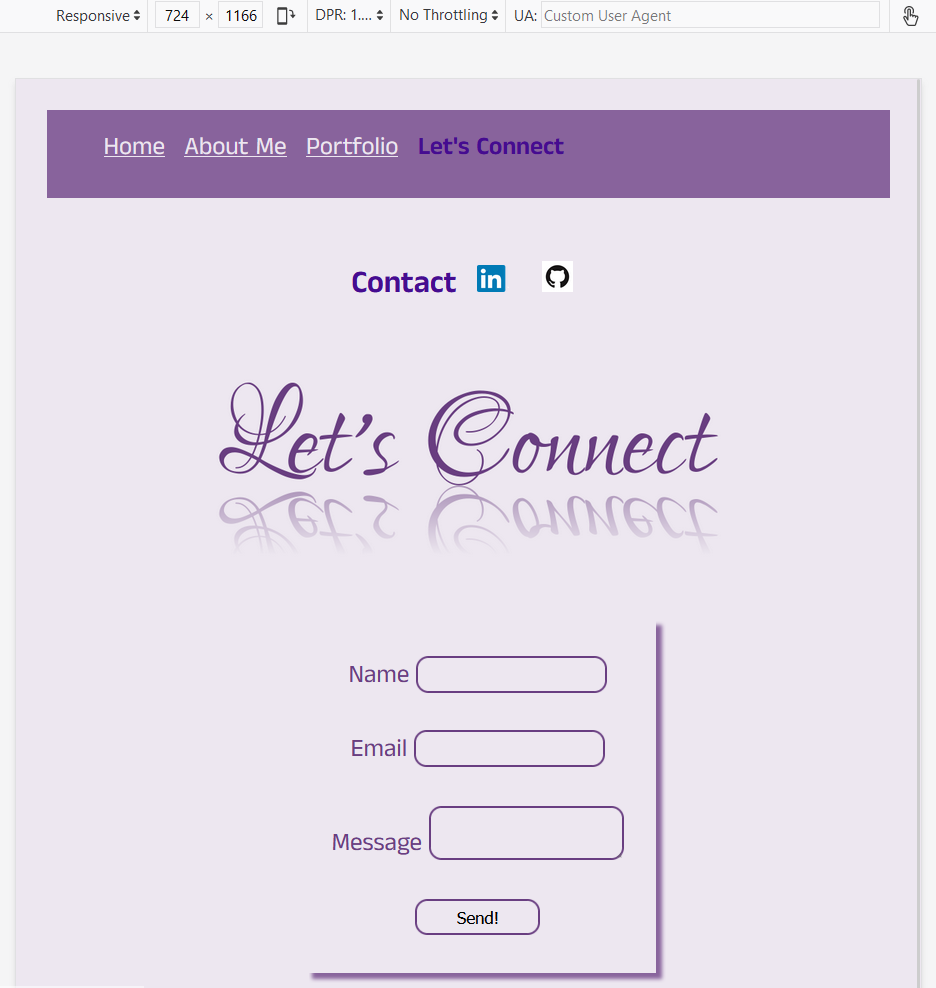 Responsive 724 × 1166 DPR: 1.... No Throttling UA: Custom User Agent
Home About Me Portfolio Let's Connect
Contact in
Let's Connect
Name
Email
Message
Send!